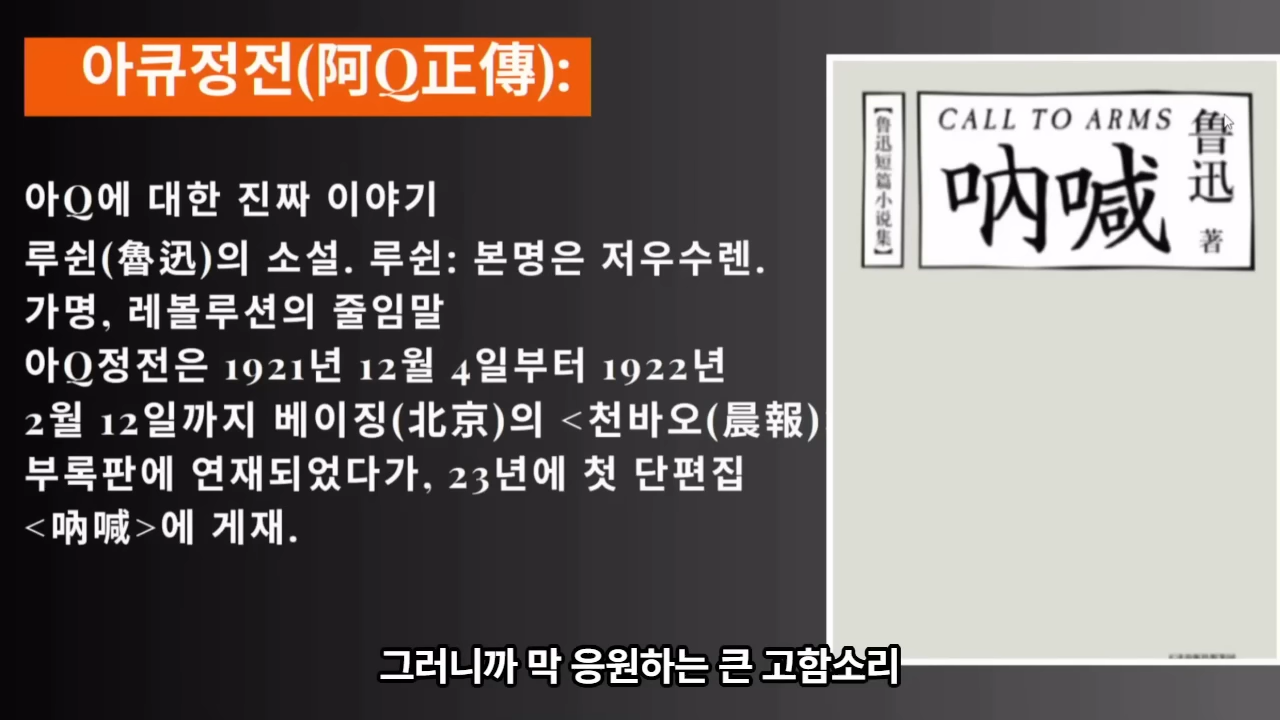 아큐정전(阿Q正傳):
아Q에 대한 진짜 이야기
루쉰(魯迅)의 소설. 루쉰: 본명은 저우수렌.
가명, 레볼루션의 줄임말
아Q정전은 1921년 12월 4일부터 1922년
2월 12일까지 베이징(北京)의 <천바오(晨報)
부록판에 연재되었다가, 23년에 첫 단편집
<吶喊>에 게재.
【鲁迅短篇小说集】
CALL TO ARMS
呐喊
鲁迅 著
그러니까 막 응원하는 큰 고함소리